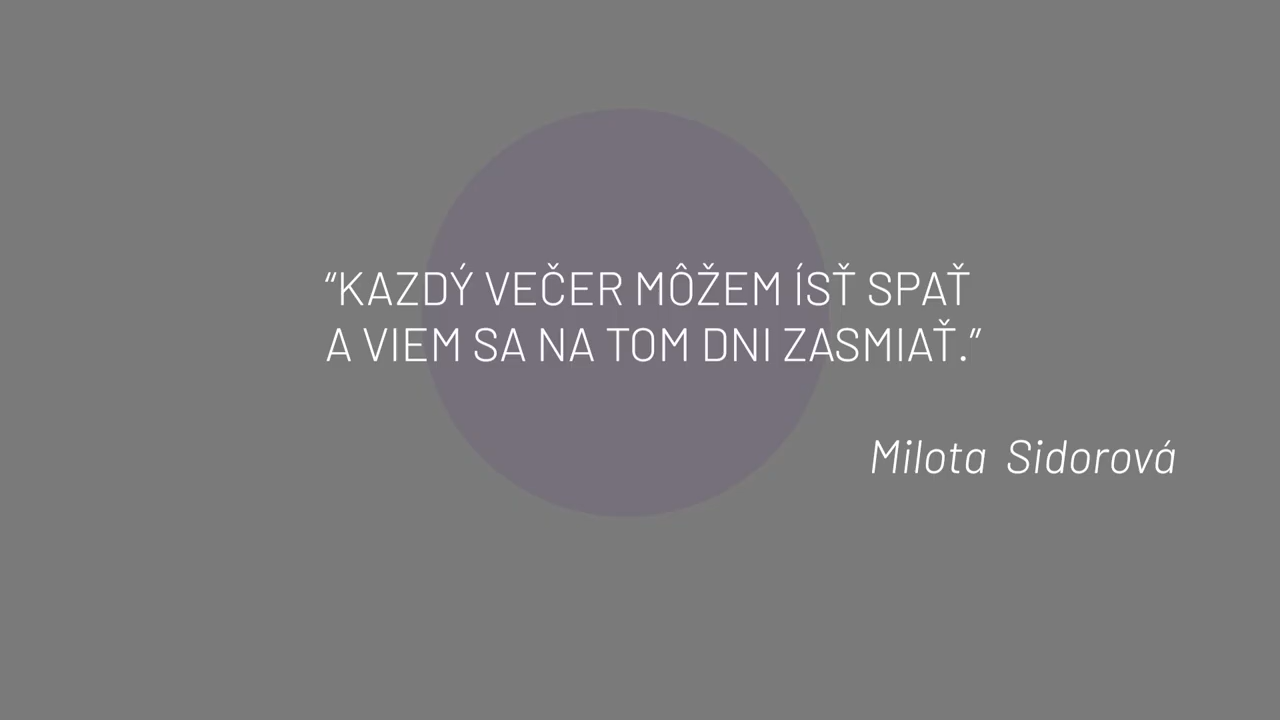 “KAZDÝ VEČER MÔŽEM ÍSŤ SPAŤ
A VIEM SA NA TOM DNI ZASMIAŤ.”
Milota Sidorová